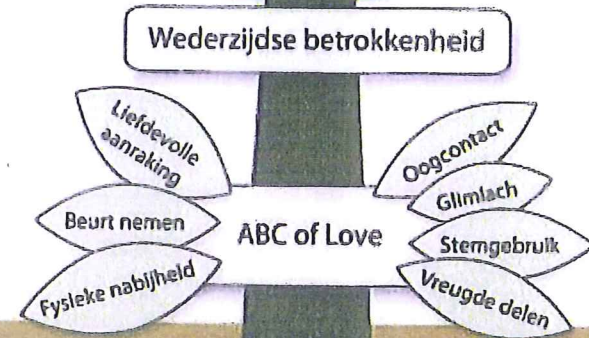 Wederzijdse betrokkenheid
Liefdevolle
aanraking
Beurt nemen
Fysieke nabijheid
ABC of Love
Oogcontact
Glimlach
Stemgebruik
Vreugde delen